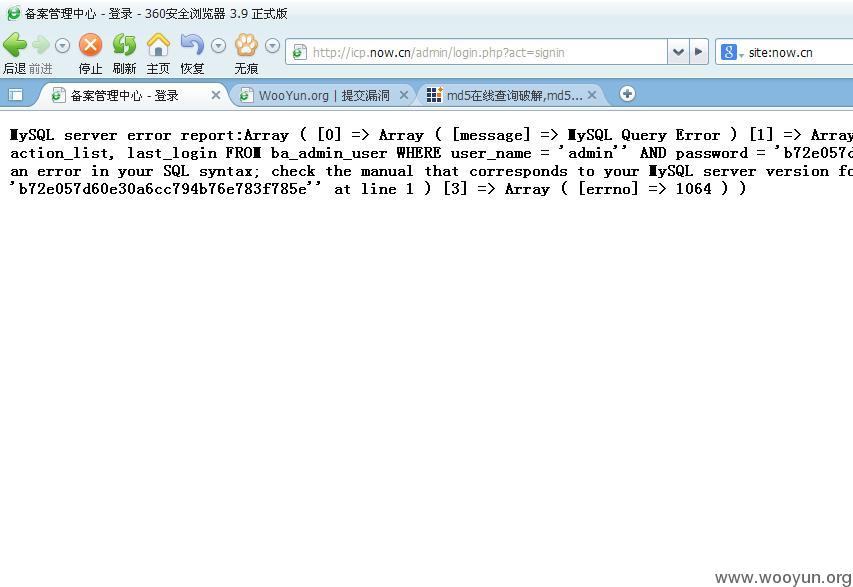 备案管理中心 - 登录 - 360安全浏览器 3.9 正式版
后退 前进 停止 刷新 主页 恢复 无痕 http://icp.now.cn/admin/login.php?act=signin site:now.cn
备案管理中心 - 登录 WooYun.org | 提交漏洞 md5在线查询破解,md5...
MySQL server error report:Array ( [0] => Array ( [message] => MySQL Query Error ) [1] => Array
action_list, last_login FROM ba_admin_user WHERE user_name = 'admin'' AND password = 'b72e057d
an error in your SQL syntax; check the manual that corresponds to your MySQL server version fo
'b72e057d60e30a6cc794b76e783f785e'' at line 1 ) [3] => Array ( [errno] => 1064 ) )
www.wooyun.org